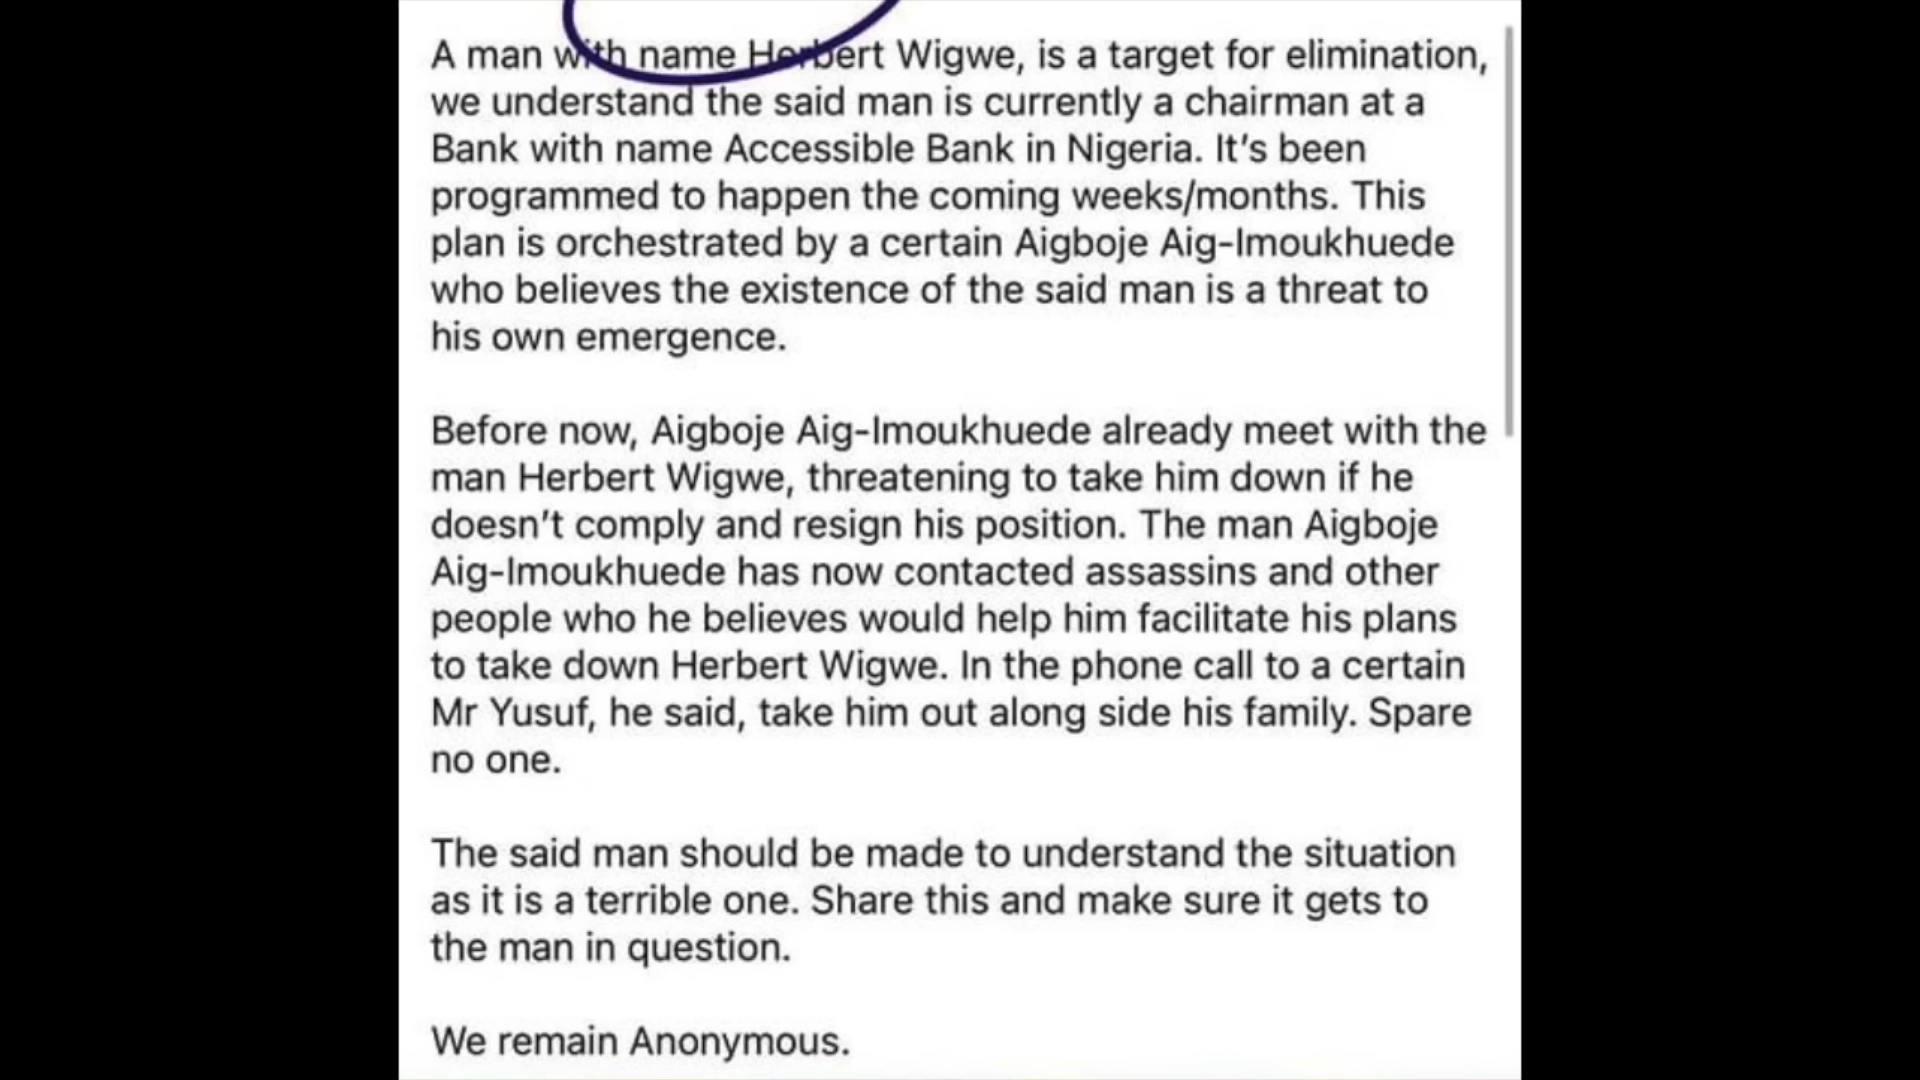 A man with name Herbert Wigwe, is a target for elimination,
we understand the said man is currently a chairman at a
Bank with name Accessible Bank in Nigeria. It’s been
programmed to happen the coming weeks/months. This
plan is orchestrated by a certain Aigboje Aig-Imoukhuede
who believes the existence of the said man is a threat to
his own emergence.
Before now, Aigboje Aig-Imoukhuede already meet with the
man Herbert Wigwe, threatening to take him down if he
doesn’t comply and resign his position. The man Aigboje
Aig-Imoukhuede has now contacted assassins and other
people who he believes would help him facilitate his plans
to take down Herbert Wigwe. In the phone call to a certain
Mr Yusuf, he said, take him out along side his family. Spare
no one.
The said man should be made to understand the situation
as it is a terrible one. Share this and make sure it gets to
the man in question.
We remain Anonymous.